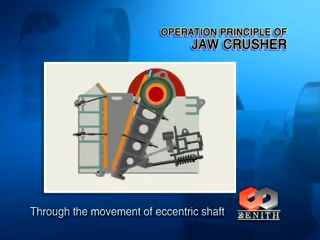 OPERATION PRINCIPLE OF
JAW CRUSHER
Through the movement of eccentric shaft
ZENITH